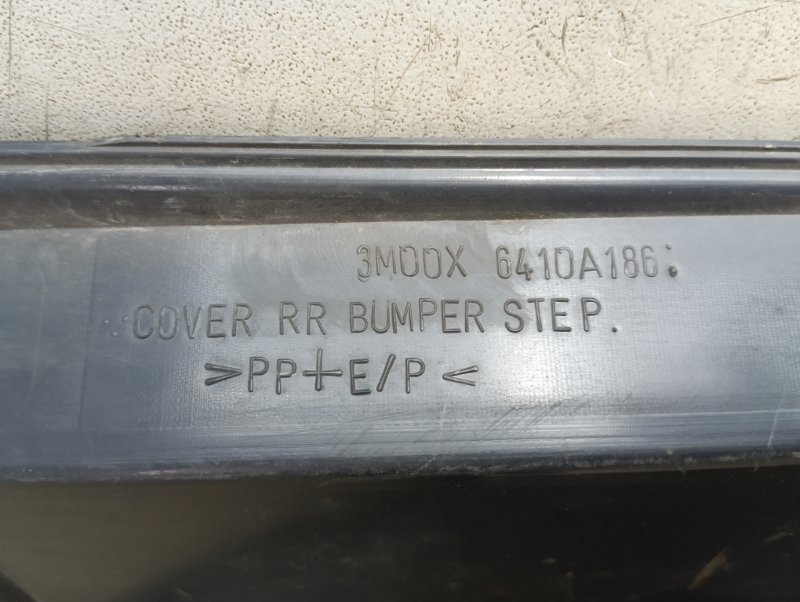 3M00X 6410A186:
COVER RR BUMPER STEP.
>PP+E/P<